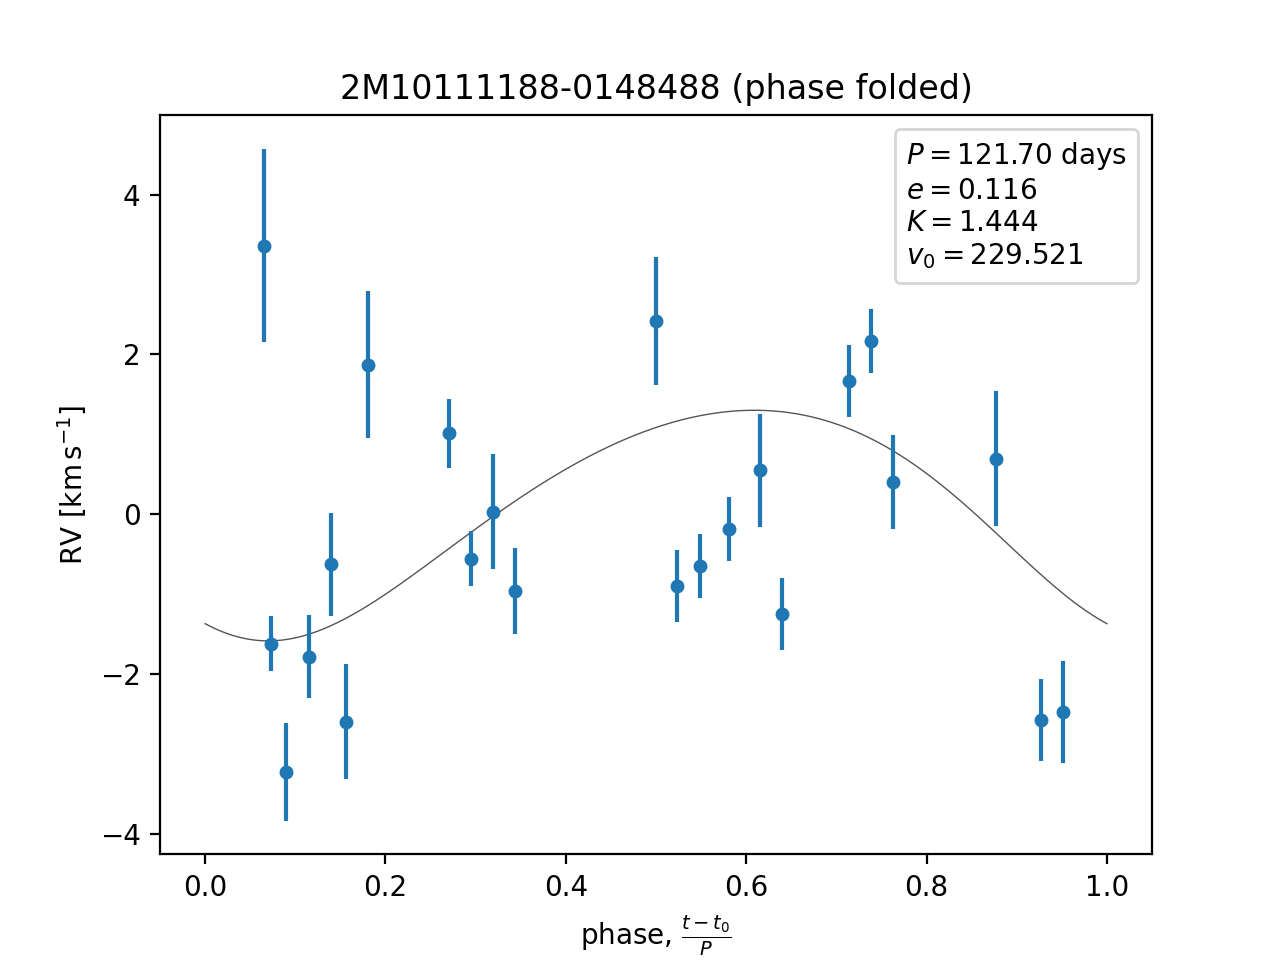 2M10111188-0148488 (phase folded)
P = 121.70 days
e = 0.116
K = 1.444
v₀ = 229.521
4
2
0
−2
−4
RV [km s⁻¹]
0.0 0.2 0.4 0.6 0.8 1.0
phase, (t − t₀)/P